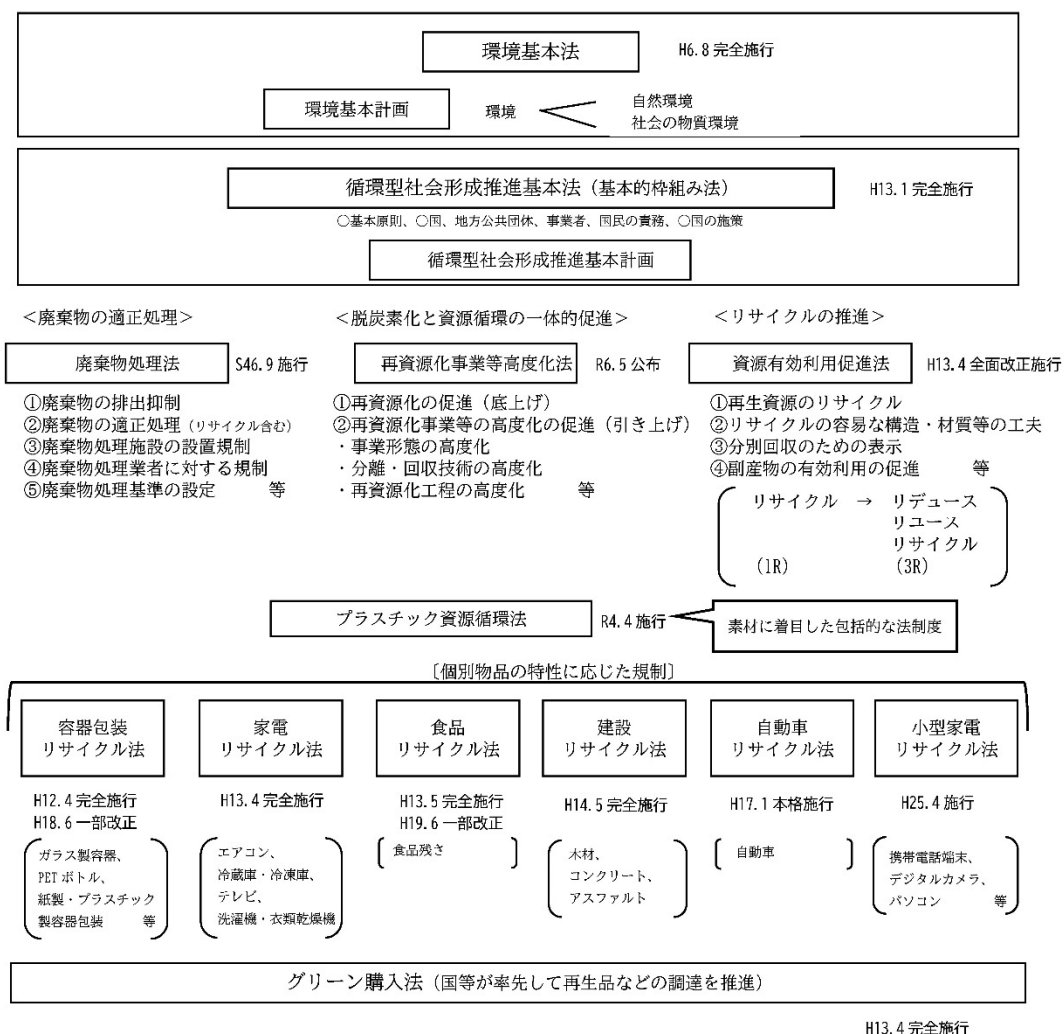 環境基本法 H6.8 完全施行
環境基本計画 環境 自然環境
社会の物質環境
循環型社会形成推進基本法（基本的枠組み法） H13.1 完全施行
○基本原則、○国、地方公共団体、事業者、国民の責務、○国の施策
循環型社会形成推進基本計画
＜廃棄物の適正処理＞ ＜脱炭素化と資源循環の一体的促進＞ ＜リサイクルの推進＞
廃棄物処理法 S46.9 施行 再資源化事業等高度化法 R6.5 公布 資源有効利用促進法 H13.4 全面改正施行
①廃棄物の排出抑制
②廃棄物の適正処理（リサイクル含む）
③廃棄物処理施設の設置規制
④廃棄物処理業者に対する規制
⑤廃棄物処理基準の設定 等
①再資源化の促進（底上げ）
②再資源化事業等の高度化の促進（引き上げ）
・事業形態の高度化
・分離・回収技術の高度化
・再資源化工程の高度化 等
①再生資源のリサイクル
②リサイクルの容易な構造・材質等の工夫
③分別回収のための表示
④副産物の有効利用の促進 等
リサイクル → リデュース
リユース
リサイクル
（1R） （3R）
プラスチック資源循環法 R4.4 施行 素材に着目した包括的な法制度
〔個別物品の特性に応じた規制〕
容器包装
リサイクル法
H12.4 完全施行
H18.6 一部改正
ガラス製容器、
PET ボトル、
紙製・プラスチック
製容器包装 等
家電
リサイクル法
H13.4 完全施行
エアコン、
冷蔵庫・冷凍庫、
テレビ、
洗濯機・衣類乾燥機
食品
リサイクル法
H13.5 完全施行
H19.6 一部改正
食品残さ
建設
リサイクル法
H14.5 完全施行
木材、
コンクリート、
アスファルト
自動車
リサイクル法
H17.1 本格施行
自動車
小型家電
リサイクル法
H25.4 施行
携帯電話端末、
デジタルカメラ、
パソコン 等
グリーン購入法（国等が率先して再生品などの調達を推進）
H13.4 完全施行